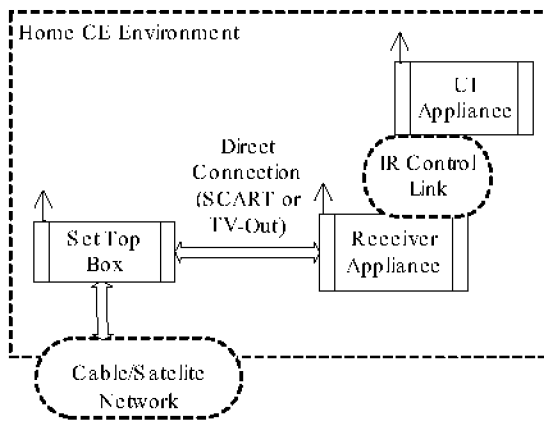 Home CE Environment
UI
Appliance
IR Control
Link
Direct
Connection
(SCART or
TV-Out)
Set Top
Box
Receiver
Appliance
Cable/Satelite
Network